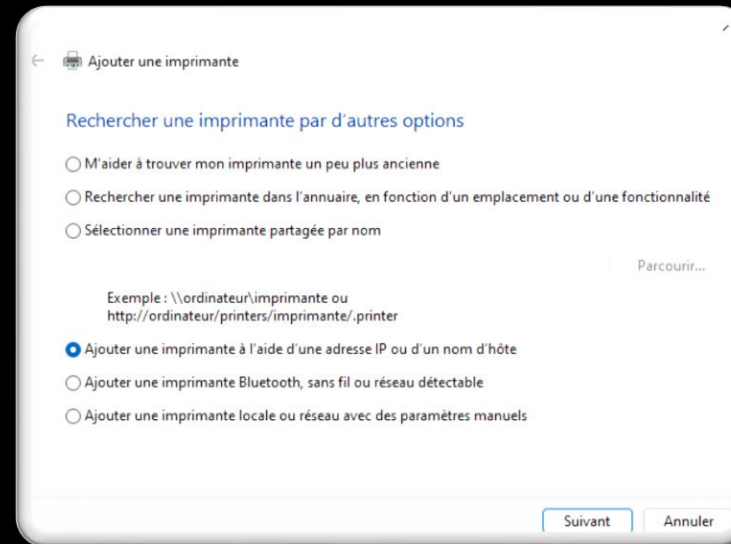 Ajouter une imprimante
Rechercher une imprimante par d'autres options
M'aider à trouver mon imprimante un peu plus ancienne
Rechercher une imprimante dans l'annuaire, en fonction d'un emplacement ou d'une fonctionnalité
Sélectionner une imprimante partagée par nom
Parcourir...
Exemple : \\ordinateur\imprimante ou
http://ordinateur/printers/imprimante/.printer
Ajouter une imprimante à l'aide d'une adresse IP ou d'un nom d'hôte
Ajouter une imprimante Bluetooth, sans fil ou réseau détectable
Ajouter une imprimante locale ou réseau avec des paramètres manuels
Suivant Annuler